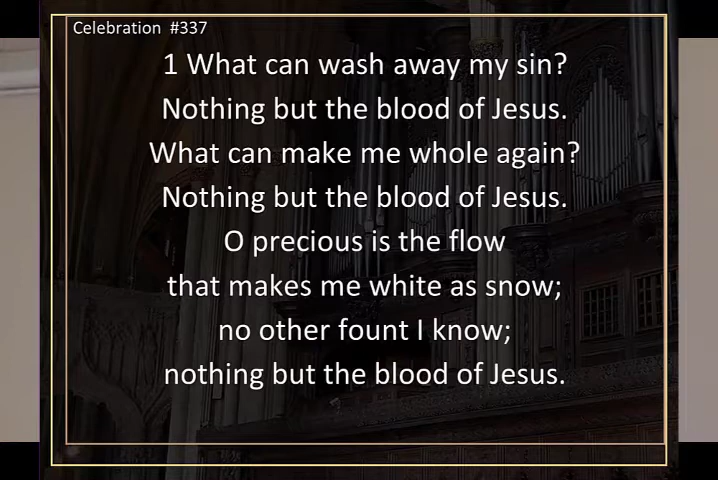 Celebration #337
1 What can wash away my sin?
Nothing but the blood of Jesus.
What can make me whole again?
Nothing but the blood of Jesus.
O precious is the flow
that makes me white as snow;
no other fount I know;
nothing but the blood of Jesus.